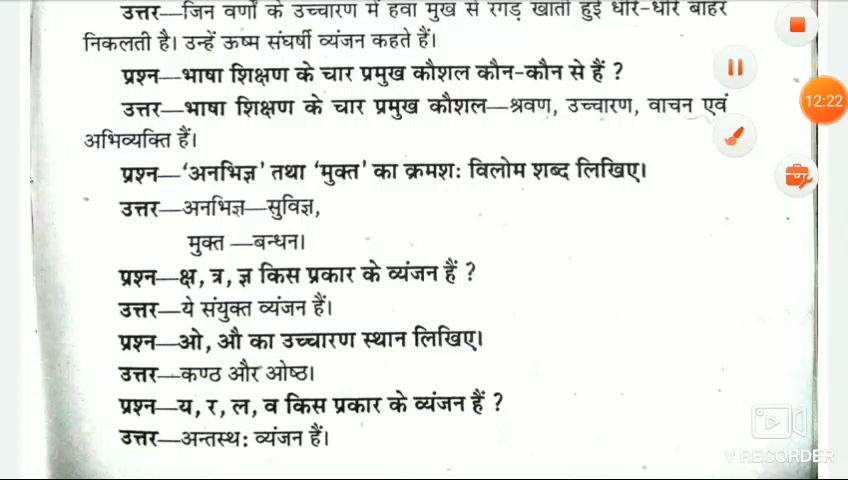 उत्तर—जिन वर्णों के उच्चारण में हवा मुख से रगड़ खाती हुई धीरे-धीरे बाहर
निकलती है। उन्हें ऊष्म संघर्षी व्यंजन कहते हैं।
प्रश्न—भाषा शिक्षण के चार प्रमुख कौशल कौन-कौन से हैं ?
उत्तर—भाषा शिक्षण के चार प्रमुख कौशल—श्रवण, उच्चारण, वाचन एवं
अभिव्यक्ति हैं।
प्रश्न—‘अनभिज्ञ’ तथा ‘मुक्त’ का क्रमशः विलोम शब्द लिखिए।
उत्तर—अनभिज्ञ—सुविज्ञ,
मुक्त —बन्धन।
प्रश्न—क्ष, त्र, ज्ञ किस प्रकार के व्यंजन हैं ?
उत्तर—ये संयुक्त व्यंजन हैं।
प्रश्न—ओ, औ का उच्चारण स्थान लिखिए।
उत्तर—कण्ठ और ओष्ठ।
प्रश्न—य, र, ल, व किस प्रकार के व्यंजन हैं ?
उत्तर—अन्तस्थः व्यंजन हैं।
12:22
V RECORDER